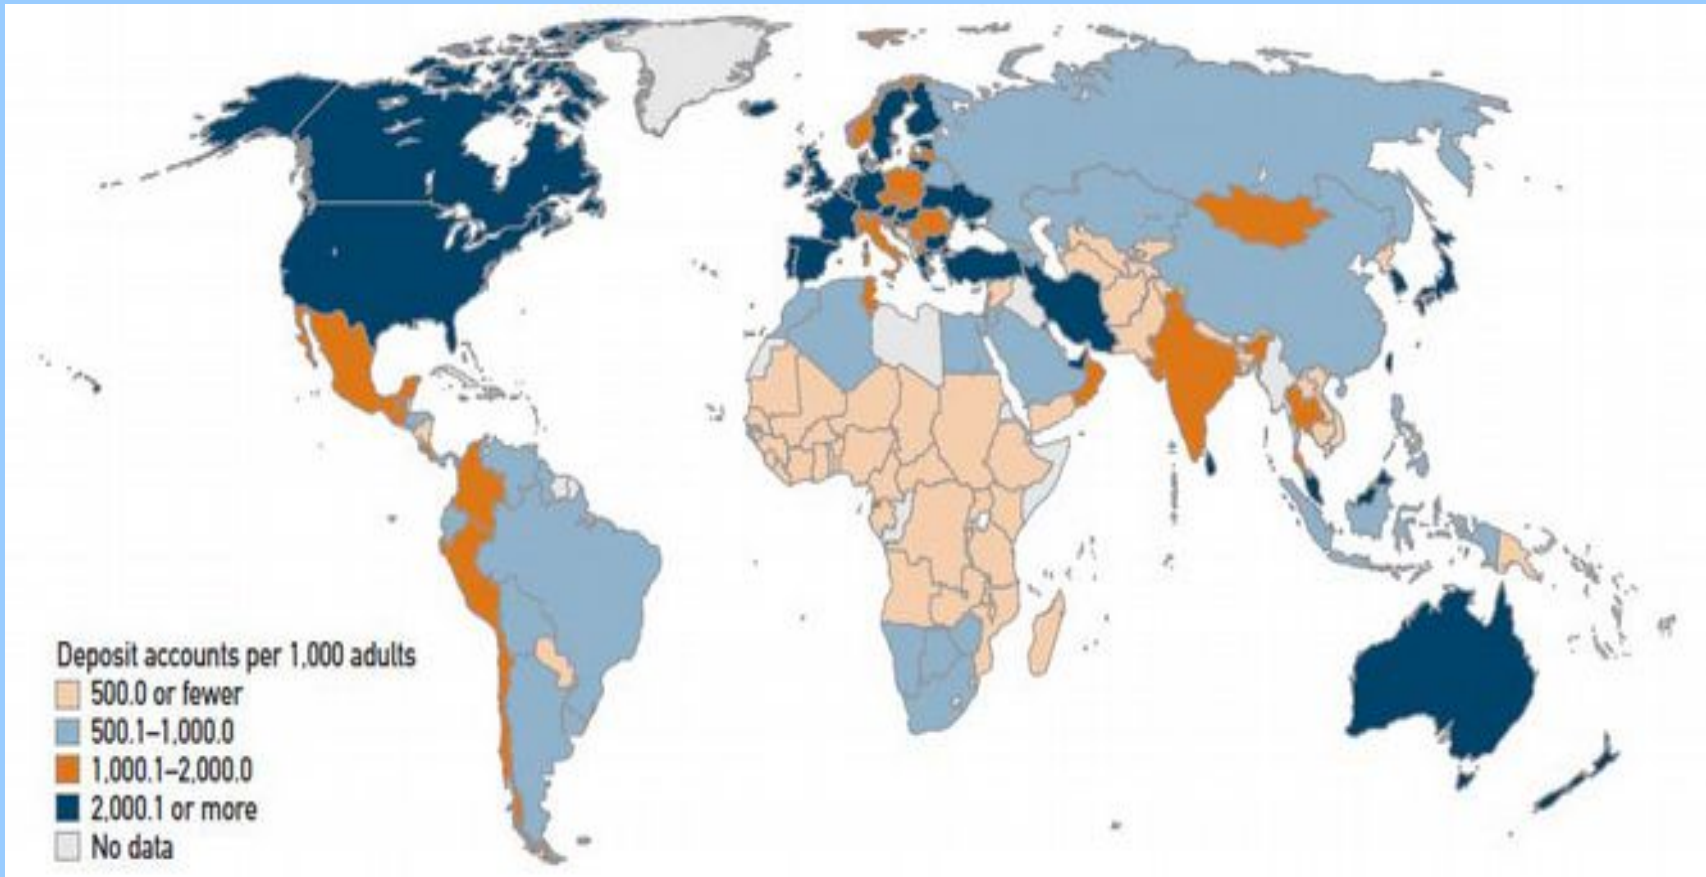 Deposit accounts per 1,000 adults
500.0 or fewer
500.1–1,000.0
1,000.1–2,000.0
2,000.1 or more
No data